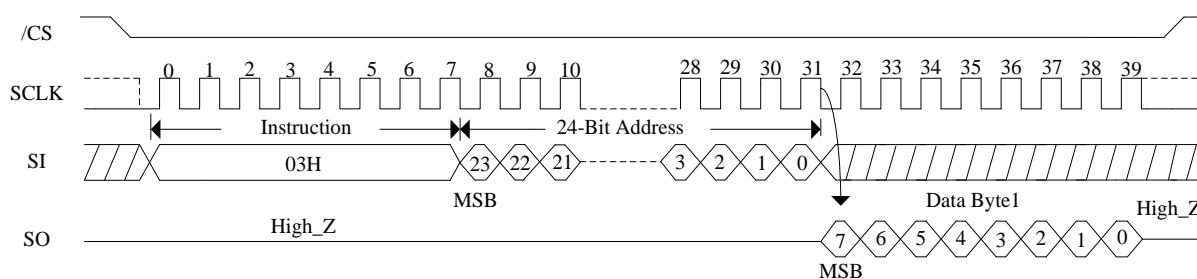 /CS
0 1 2 3 4 5 6 7 8 9 10 28 29 30 31 32 33 34 35 36 37 38 39
SCLK
Instruction 24-Bit Address
SI 03H 23 22 21 3 2 1 0
MSB Data Byte1
High_Z High_Z
SO 7 6 5 4 3 2 1 0
MSB